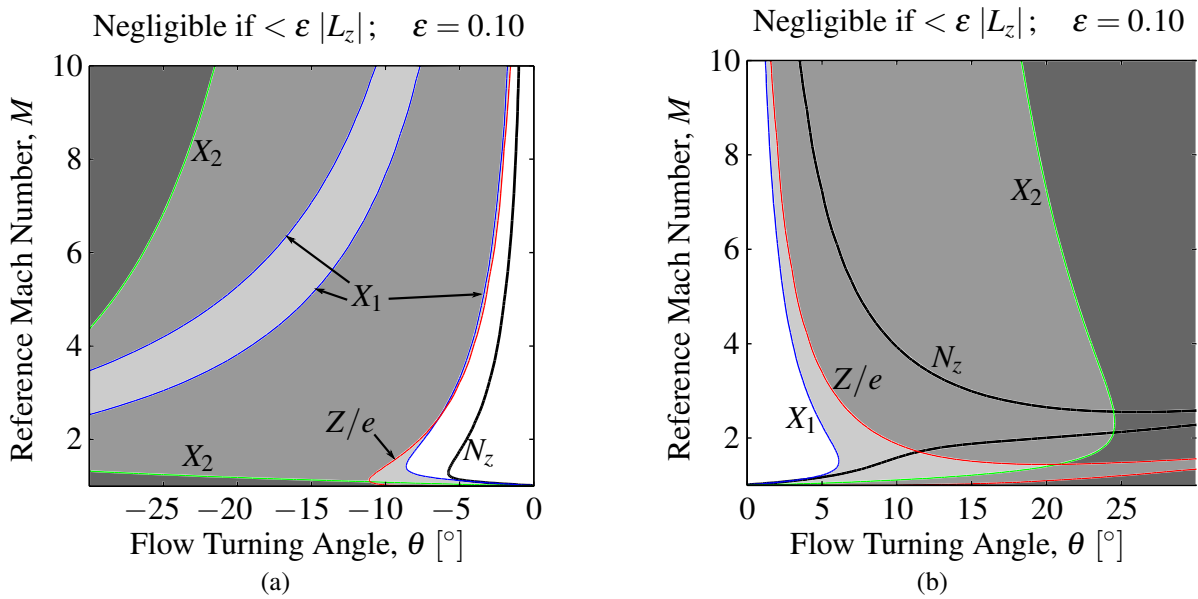 Negligible if < ε |L_z|; ε = 0.10
Reference Mach Number, M
10
8
6
4
2
X_2
X_1
Z/e
X_2
N_z
−25 −20 −15 −10 −5 0
Flow Turning Angle, θ [°]
(a)
Negligible if < ε |L_z|; ε = 0.10
Reference Mach Number, M
10
8
6
4
2
X_2
N_z
Z/e
X_1
0 5 10 15 20 25
Flow Turning Angle, θ [°]
(b)